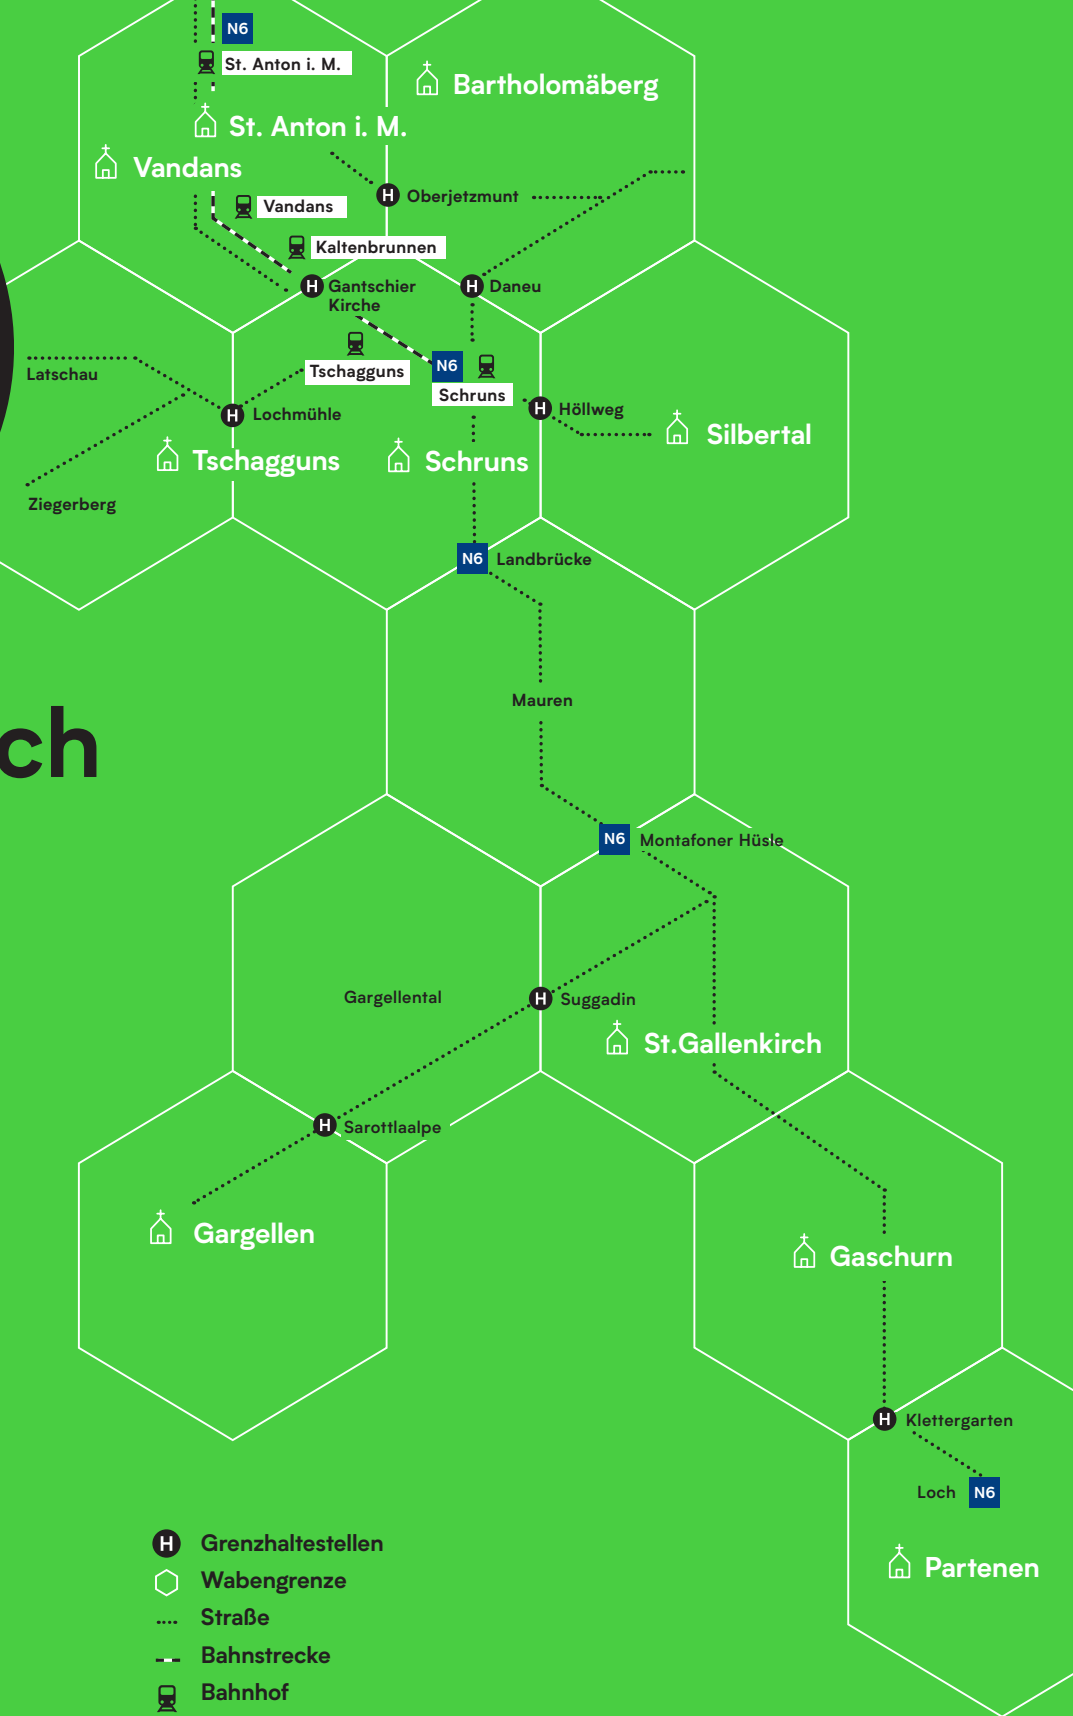 N6
St. Anton i. M.
Bartholomäberg
St. Anton i. M.
Vandans
H Oberjetzmunt
Vandans
Kaltenbrunnen
H Gantschier
Kirche
H Daneu
Tschagguns
N6
Schruns
Latschau
H Lochmühle
H Höllweg
Silbertal
Tschagguns
Schruns
Ziegerberg
N6 Landbrücke
Mauren
ch
N6 Montafoner Hüsle
Gargellental
H Suggadin
St.Gallenkirch
H Sarottlaalpe
Gargellen
Gaschurn
H Klettergarten
Loch N6
Partenen
H Grenzhaltestellen
Wabengrenze
Straße
Bahnstrecke
Bahnhof